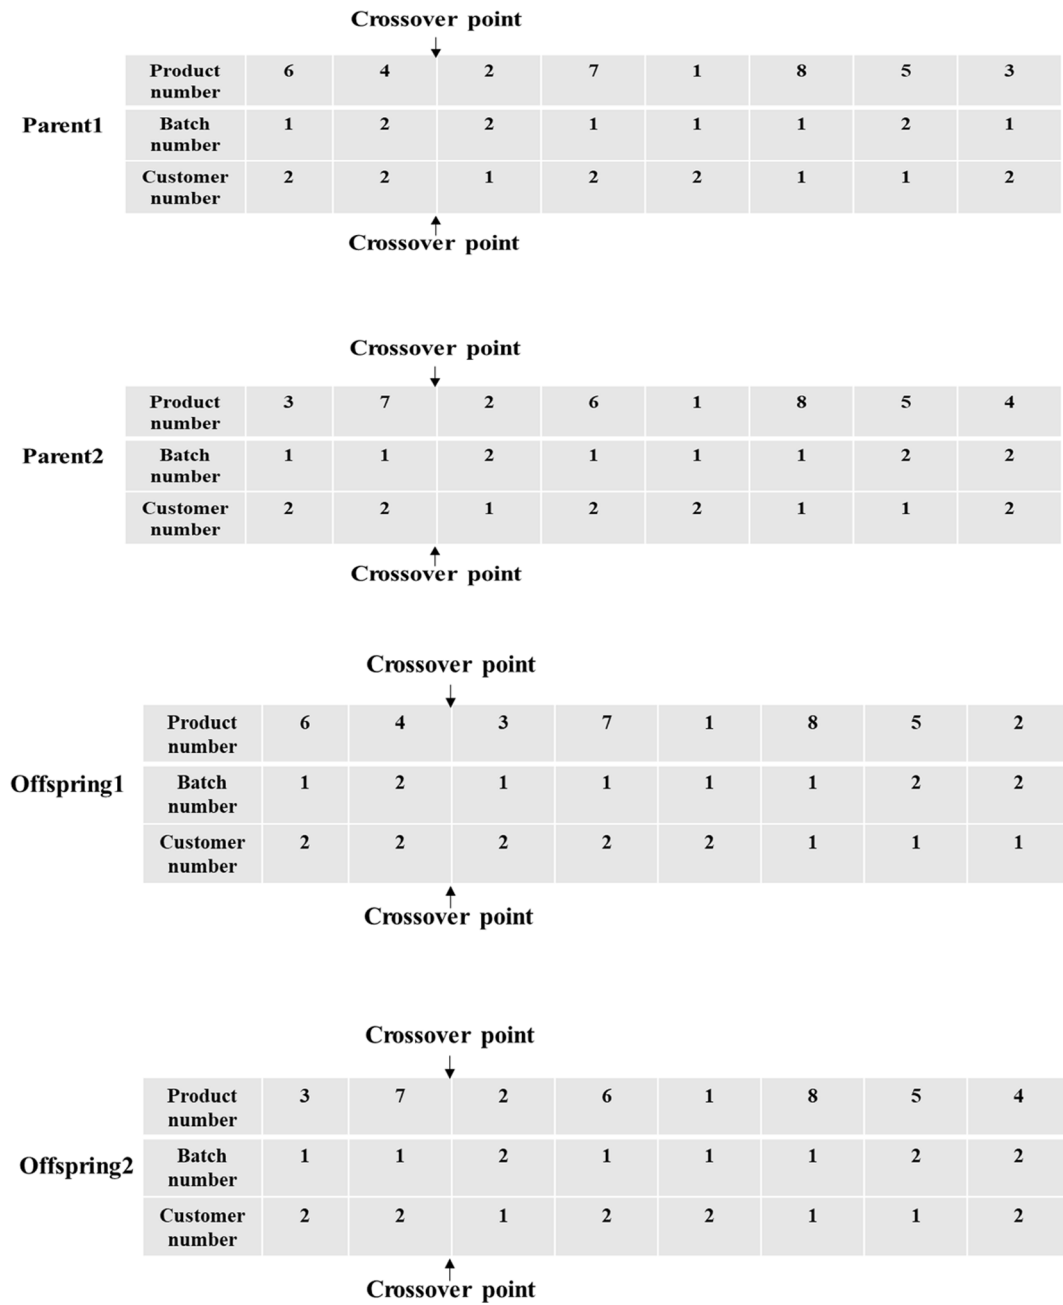 Crossover point
Product number 6 4 2 7 1 8 5 3
Parent1
Batch number 1 2 2 1 1 1 2 1
Customer number 2 2 1 2 2 1 1 2
Crossover point
Crossover point
Product number 3 7 2 6 1 8 5 4
Parent2
Batch number 1 1 2 1 1 1 2 2
Customer number 2 2 1 2 2 1 1 2
Crossover point
Crossover point
Product number 6 4 3 7 1 8 5 2
Offspring1
Batch number 1 2 1 1 1 1 2 2
Customer number 2 2 2 2 2 1 1 1
Crossover point
Crossover point
Product number 3 7 2 6 1 8 5 4
Offspring2
Batch number 1 1 2 1 1 1 2 2
Customer number 2 2 1 2 2 1 1 2
Crossover point